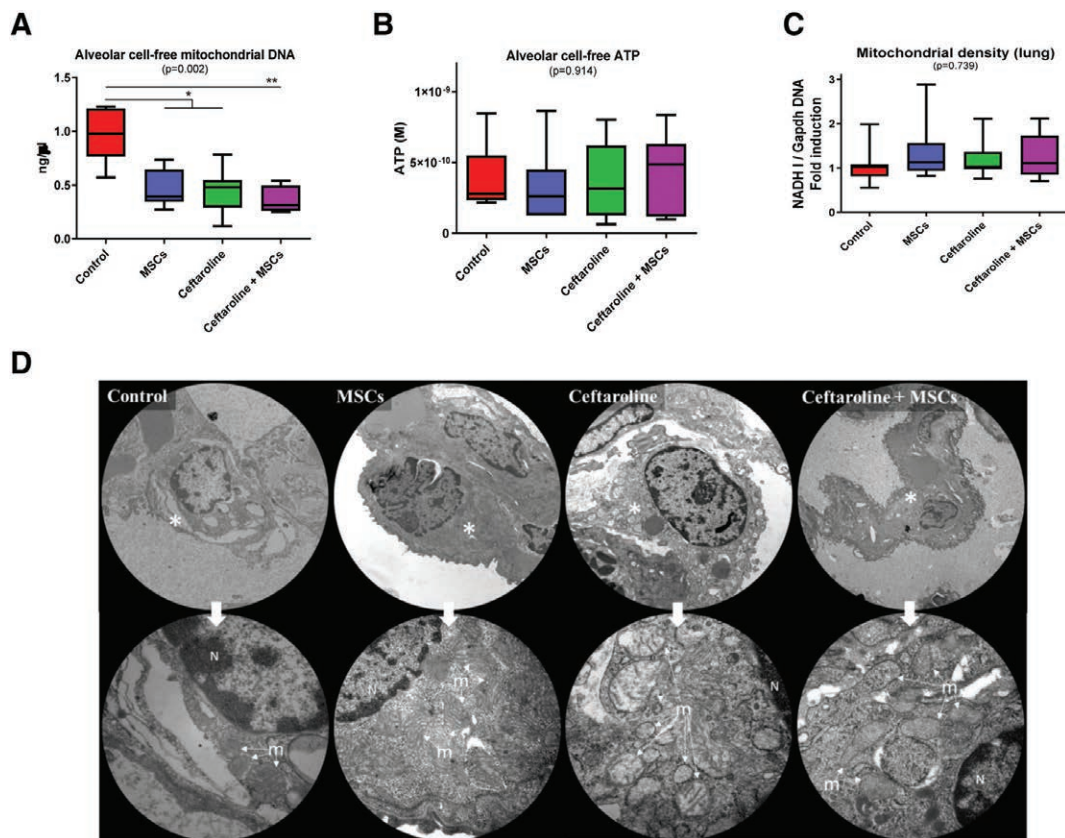 A
Alveolar cell-free mitochondrial DNA
(p=0.002)
**
*
1.5
1.0
0.5
0.0
Control
MSCs
Ceftaroline
Ceftaroline + MSCs
B
Alveolar cell-free ATP
(p=0.914)
ATP (M)
1×10-9
5×10-10
0
Control
MSCs
Ceftaroline
Ceftaroline + MSCs
C
Mitochondrial density (lung)
(p=0.739)
NADH I / Gapdh DNA
Fold induction
3
2
1
0
Control
MSCs
Ceftaroline
Ceftaroline + MSCs
D
Control
MSCs
Ceftaroline
Ceftaroline + MSCs
*
*
*
*
N
m
N
m
m
N
m
m
m
N